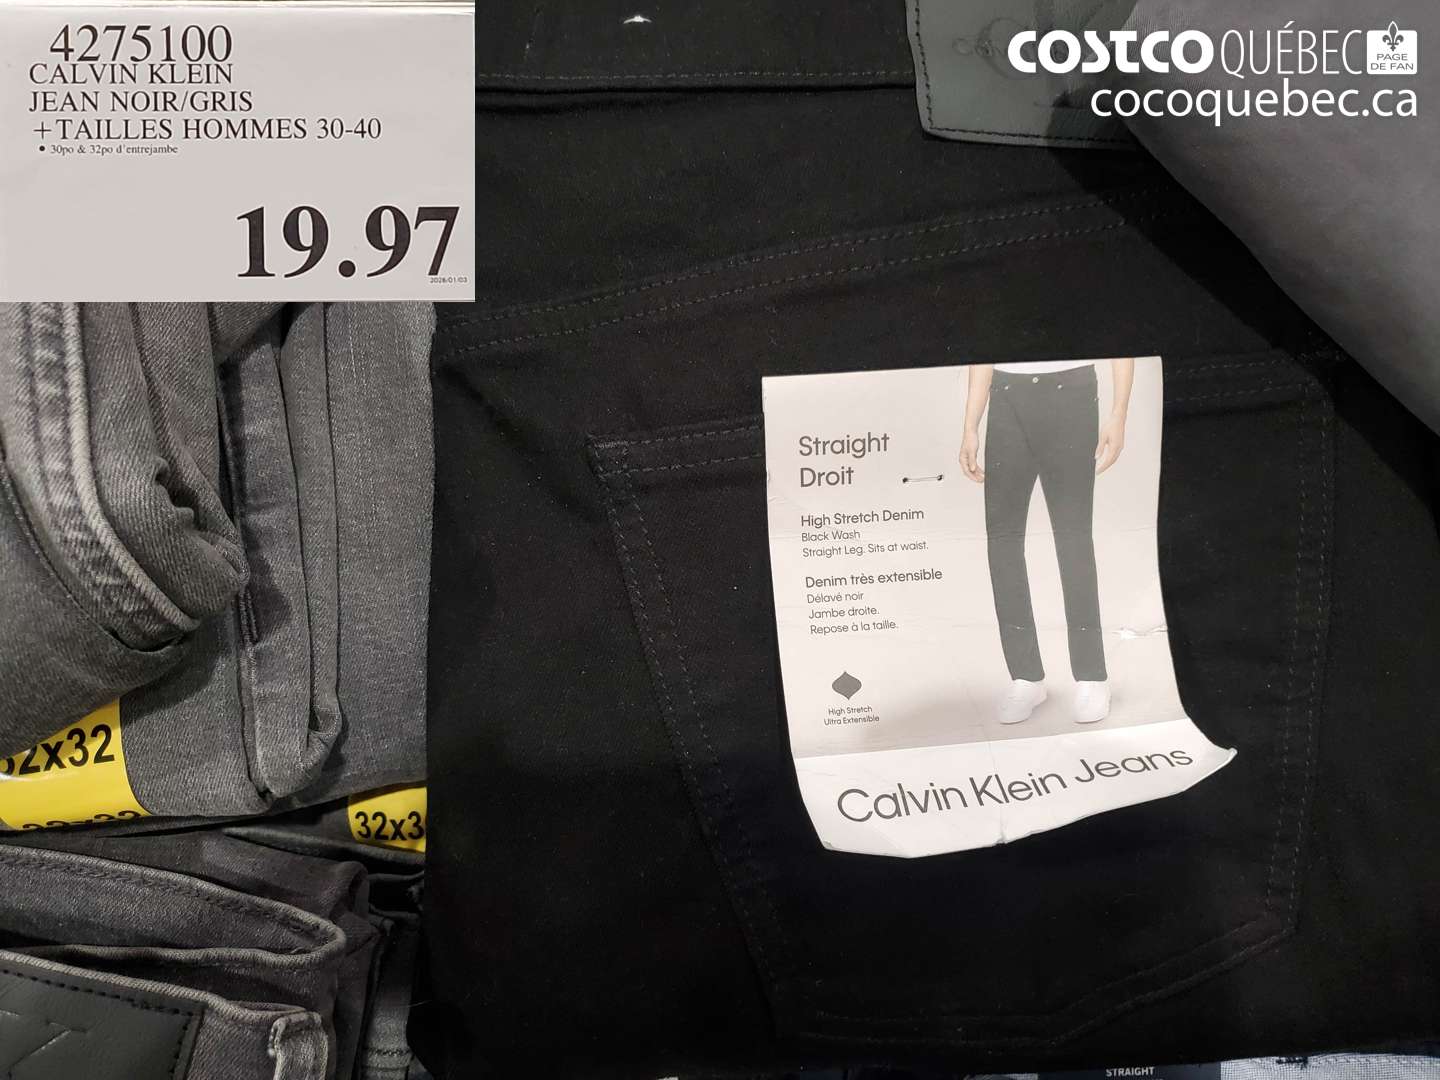 4275100
CALVIN KLEIN
JEAN NOIR/GRIS
+TAILLES HOMMES 30-40
• 30po & 32po d'entrejambe
19.97
2026/01/03
COSTCO QUÉBEC PAGE DE FAN
cocoquebec.ca
Straight
Droit
High Stretch Denim
Black Wash
Straight Leg. Sits at waist.
Denim très extensible
Délavé noir
Jambe droite.
Repose à la taille.
High Stretch
Ultra Extensible
Calvin Klein Jeans
32x32
32x3
STRAIGHT